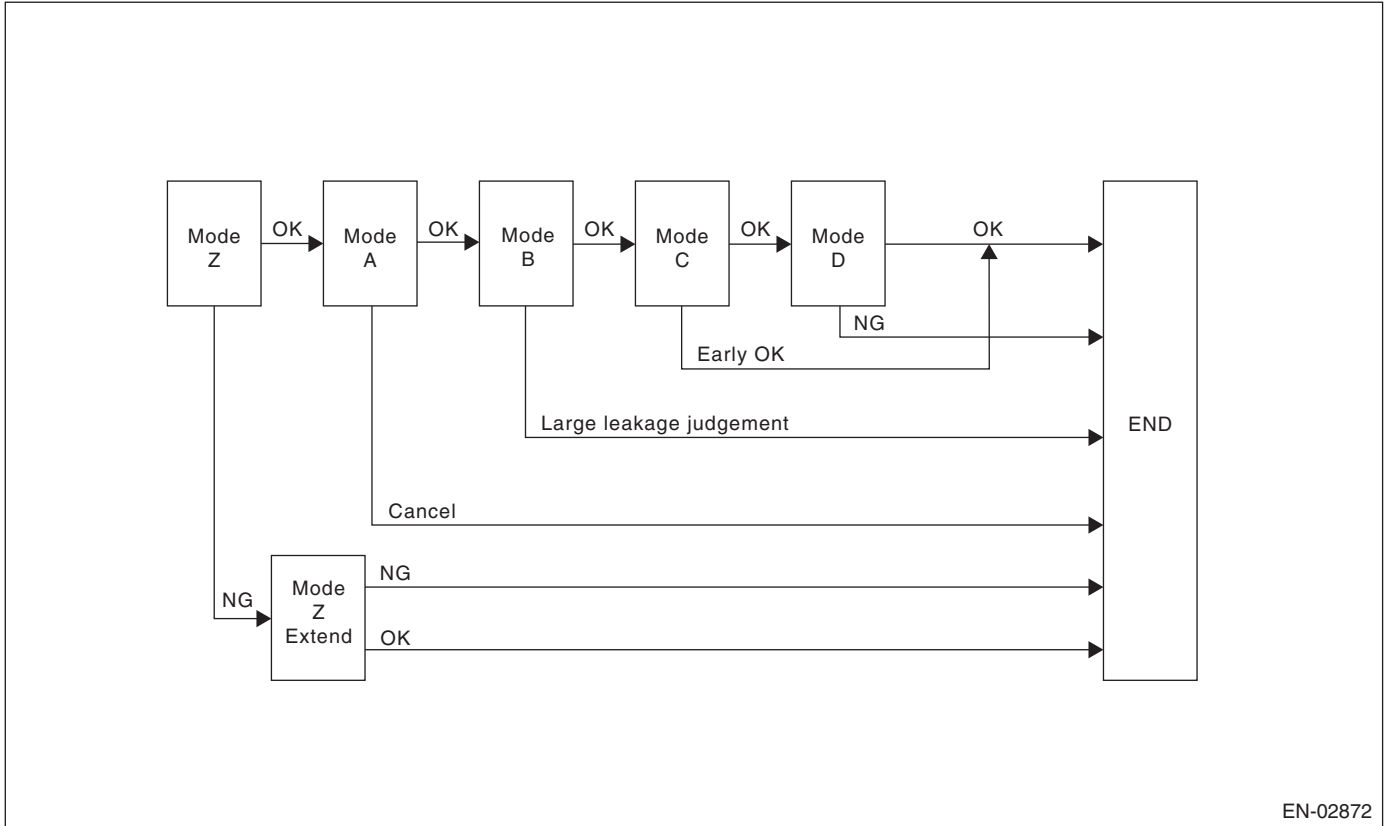 Mode
Z
OK
Mode
A
OK
Mode
B
OK
Mode
C
OK
Mode
D
OK
NG
Early OK
Large leakage judgement
END
Cancel
NG
Mode
Z
Extend
NG
OK
EN-02872